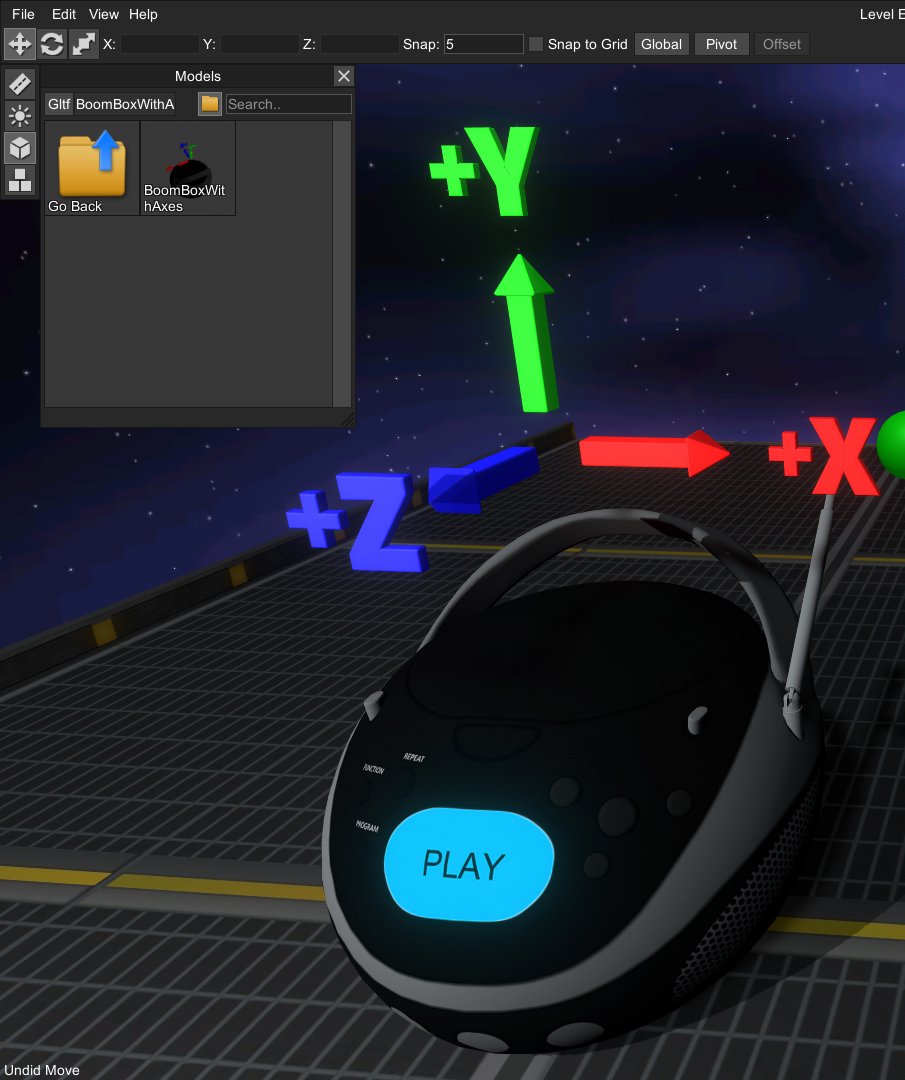 File Edit View Help Level E
X: Y: Z: Snap: 5 Snap to Grid Global Pivot Offset
Models
Gltf BoomBoxWithA Search..
Go Back
BoomBoxWit
hAxes
+Y
+X
+Z
REPEAT
FUNCTION
PROGRAM
PLAY
Undid Move